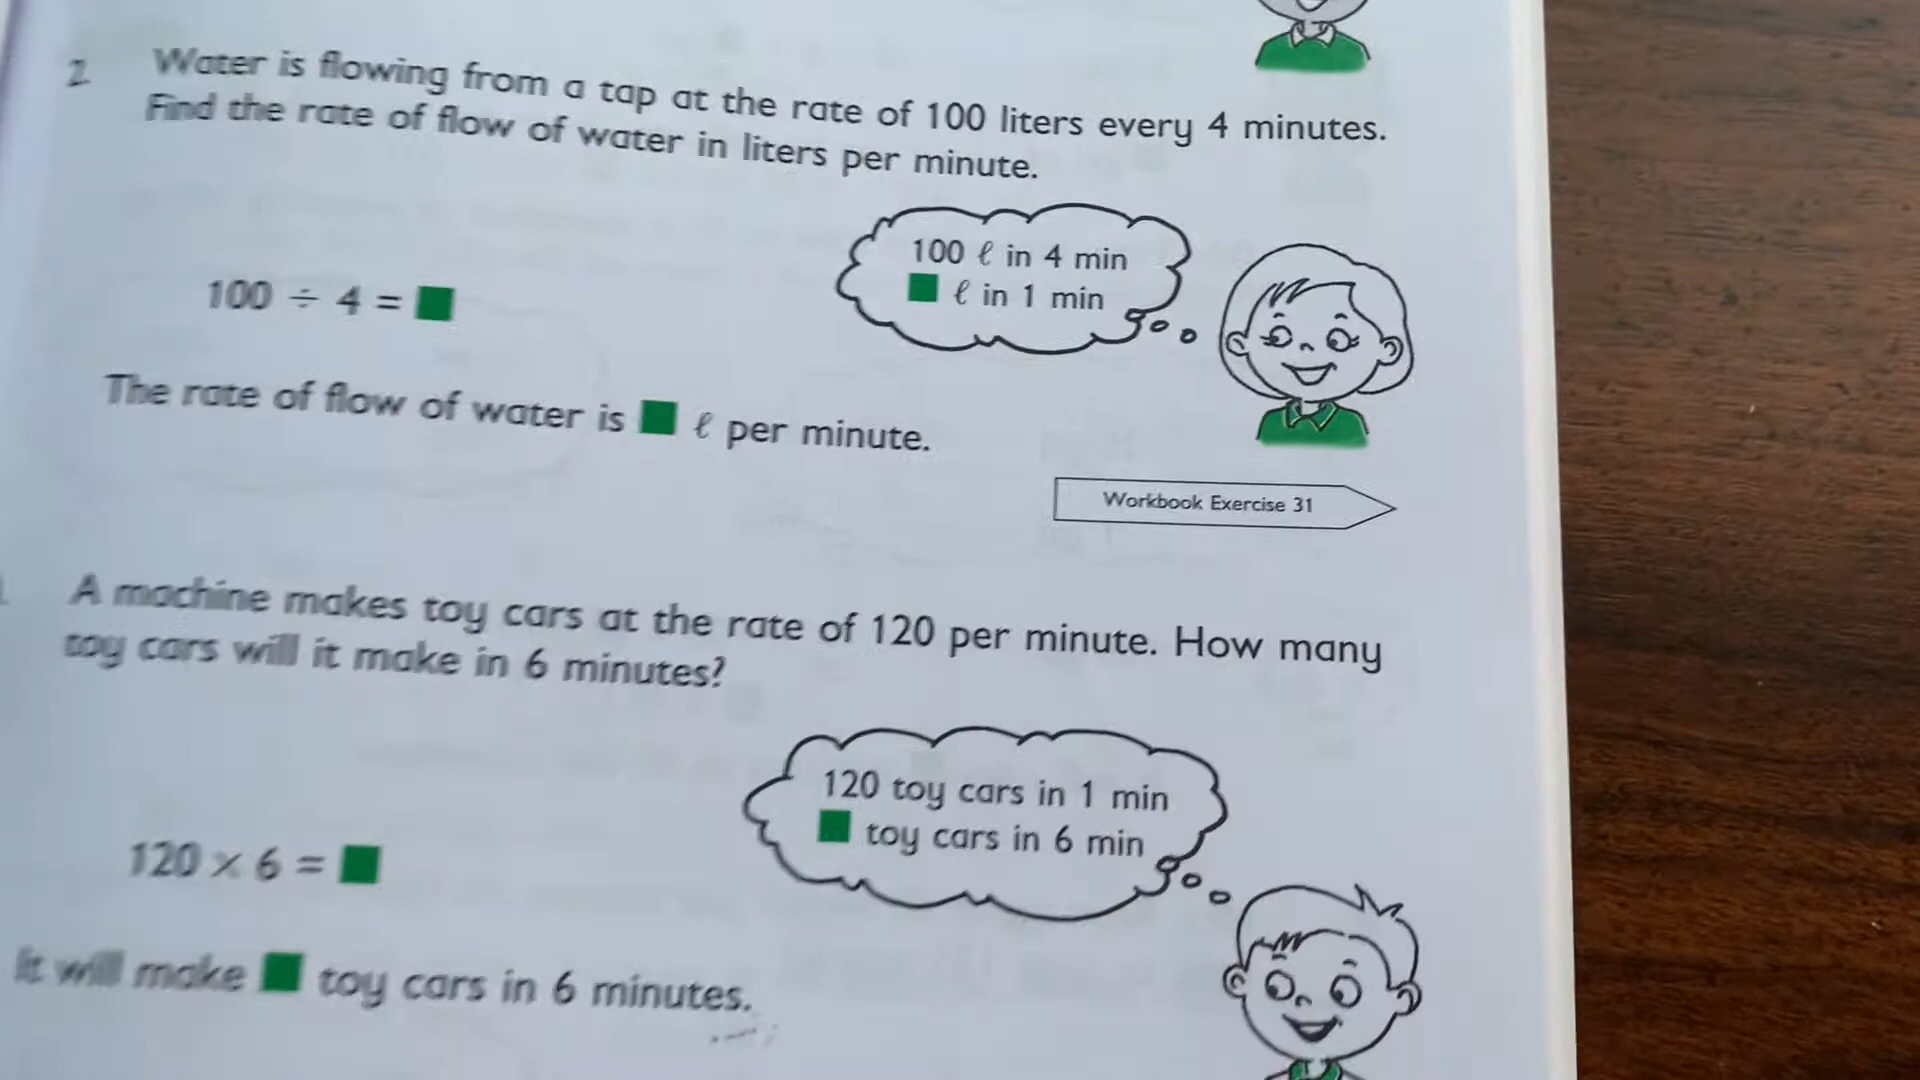 2. Water is flowing from a tap at the rate of 100 liters every 4 minutes.
Find the rate of flow of water in liters per minute.
100 ℓ in 4 min
■ ℓ in 1 min
100 ÷ 4 = ■
The rate of flow of water is ■ ℓ per minute.
Workbook Exercise 31
A machine makes toy cars at the rate of 120 per minute. How many
toy cars will it make in 6 minutes?
120 toy cars in 1 min
■ toy cars in 6 min
120 × 6 = ■
It will make ■ toy cars in 6 minutes.